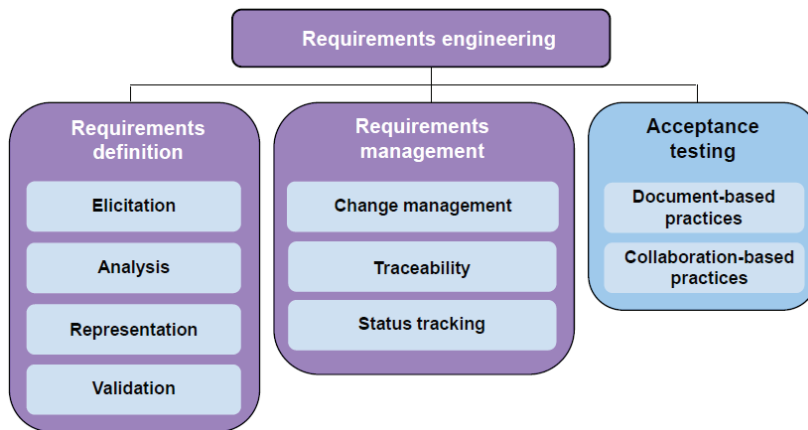 Requirements engineering
Requirements
definition
Elicitation
Analysis
Representation
Validation
Requirements
management
Change management
Traceability
Status tracking
Acceptance
testing
Document-based
practices
Collaboration-based
practices